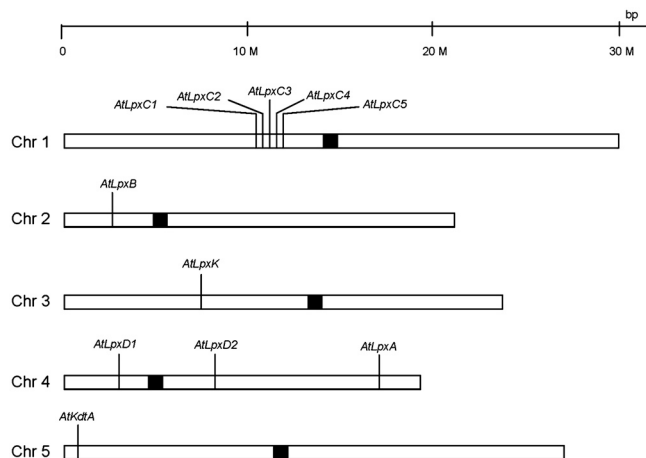 bp
0 10 M 20 M 30 M
AtLpxC1 AtLpxC2 AtLpxC3 AtLpxC4 AtLpxC5
Chr 1
AtLpxB
Chr 2
AtLpxK
Chr 3
AtLpxD1 AtLpxD2 AtLpxA
Chr 4
AtKdtA
Chr 5